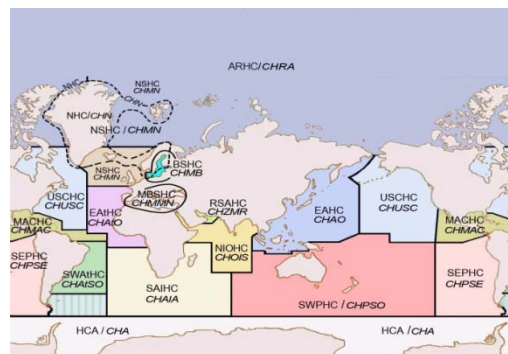 ARHC/CHRA
NHC
NSHC
CHMN
CHN
NHC/CHN
NSHC / CHMN
NSHC
CHMN
BSHC
CHMB
USCHC
CHUSC
MBSHC
CHMMN
EAtHC
CHAtO
RSAHC
CHZMR
EAHC
CHAO
USCHC
CHUSC
MACHC
CHMAC
MACHC
CHMAC
NIOHC
CHOIS
SEPHC
CHPSE
SWAtHC
CHAtSO
SAIHC
CHAIA
SWPHC / CHPSO
SEPHC
CHPSE
HCA / CHA
HCA / CHA